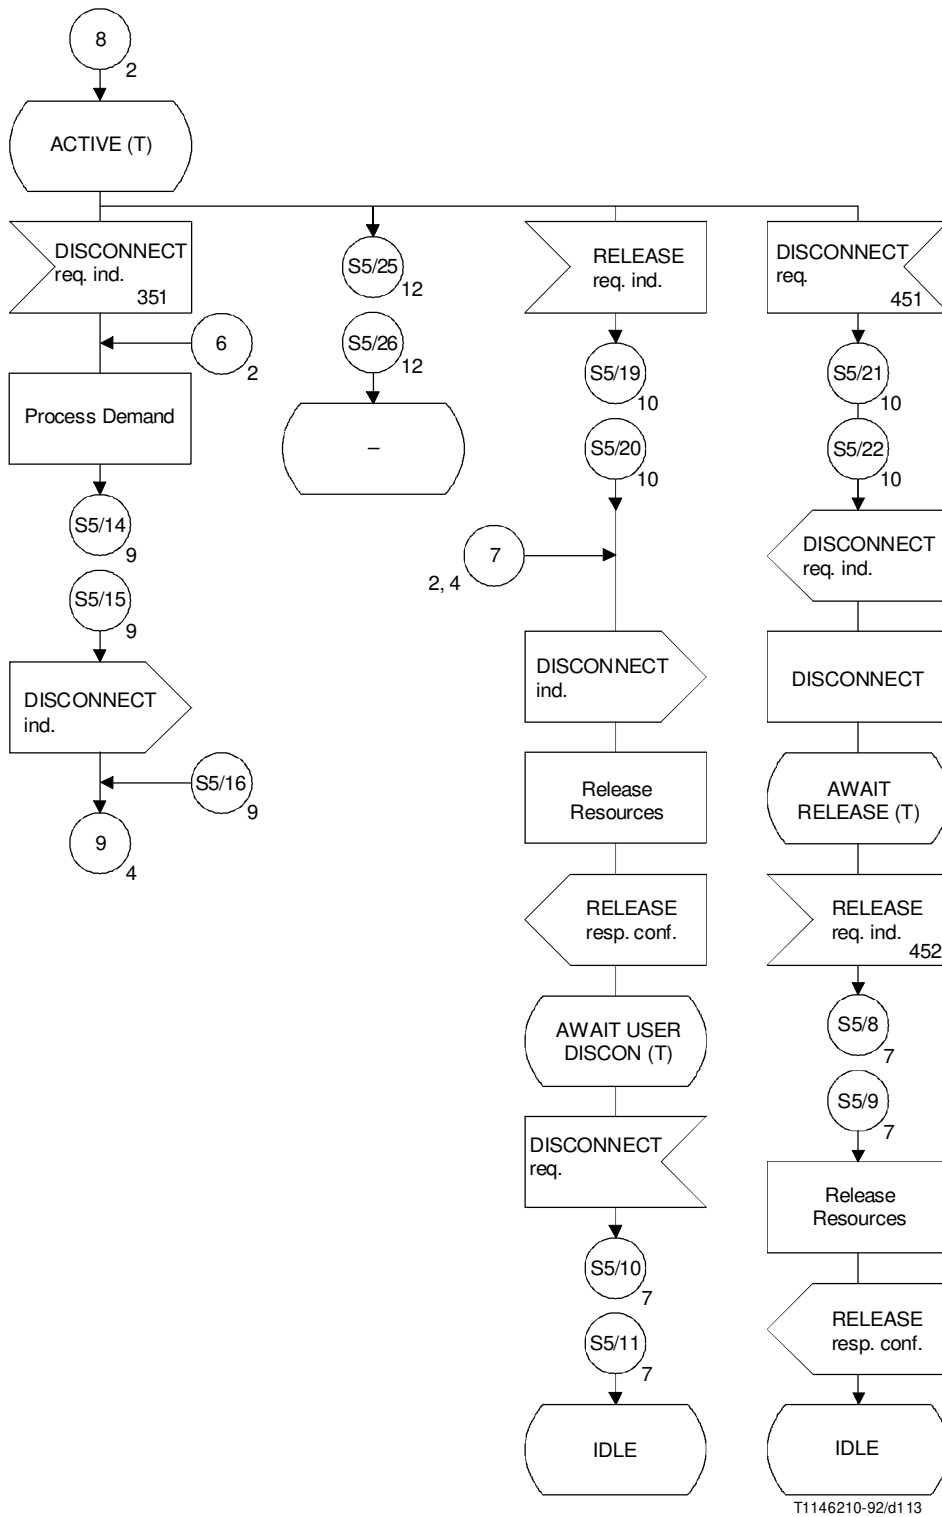 8
2
ACTIVE (T)
DISCONNECT
req. ind.
351
6
2
Process Demand
S5/14
9
S5/15
9
DISCONNECT
ind.
S5/16
9
9
4
S5/25
12
S5/26
12
–
RELEASE
req. ind.
S5/19
10
S5/20
10
7
2, 4
DISCONNECT
ind.
Release
Resources
RELEASE
resp. conf.
AWAIT USER
DISCON (T)
DISCONNECT
req.
S5/10
7
S5/11
7
IDLE
DISCONNECT
req.
451
S5/21
10
S5/22
10
DISCONNECT
req. ind.
DISCONNECT
AWAIT
RELEASE (T)
RELEASE
req. ind.
452
S5/8
7
S5/9
7
Release
Resources
RELEASE
resp. conf.
IDLE
T1146210-92/d113